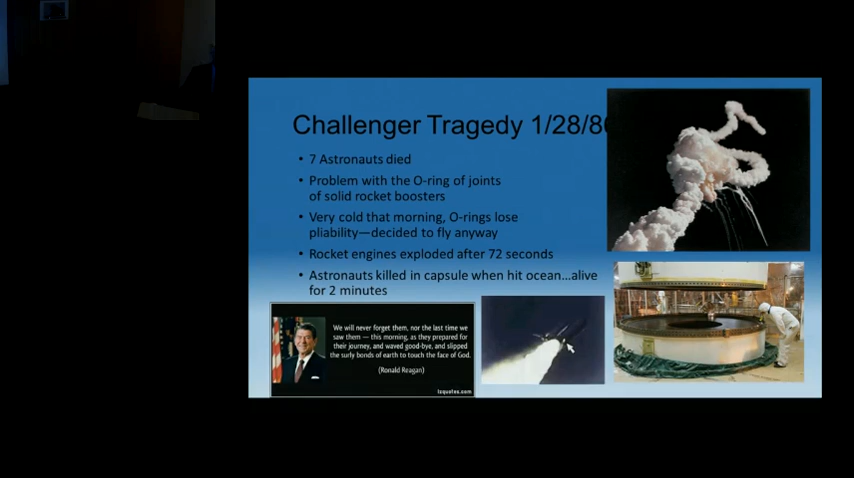 Challenger Tragedy 1/28/86
• 7 Astronauts died
• Problem with the O-ring of joints
of solid rocket boosters
• Very cold that morning, O-rings lose
pliability—decided to fly anyway
• Rocket engines exploded after 72 seconds
• Astronauts killed in capsule when hit ocean...alive
for 2 minutes
We will never forget them, nor the last time we
saw them — this morning, as they prepared for
their journey, and waved good-bye, and slipped
the surly bonds of earth to touch the face of God.
(Ronald Reagan)
izquotes.com